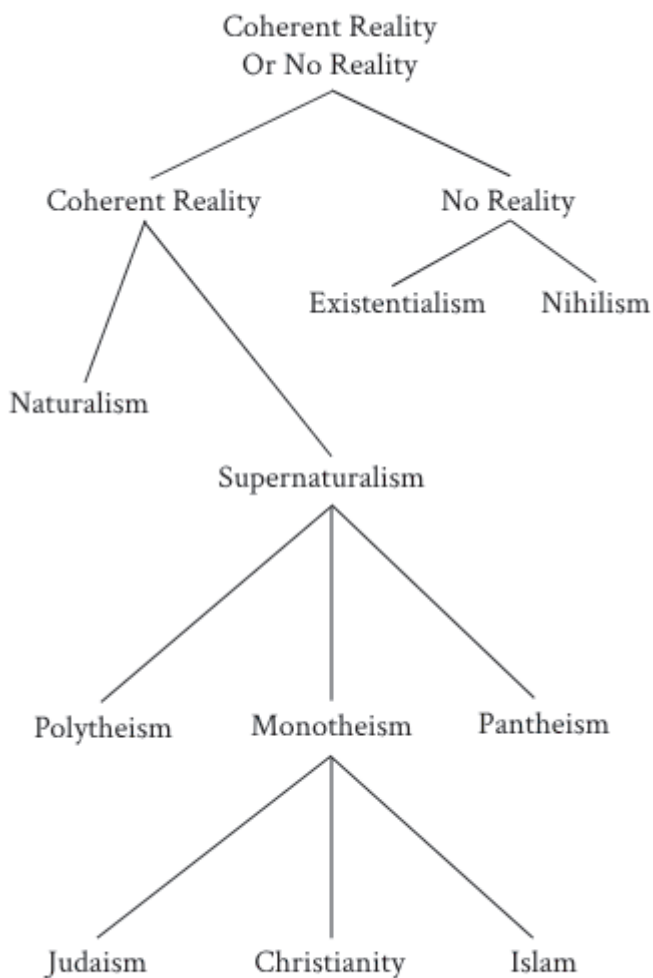 Coherent Reality
Or No Reality
Coherent Reality
No Reality
Existentialism
Nihilism
Naturalism
Supernaturalism
Polytheism
Monotheism
Pantheism
Judaism
Christianity
Islam